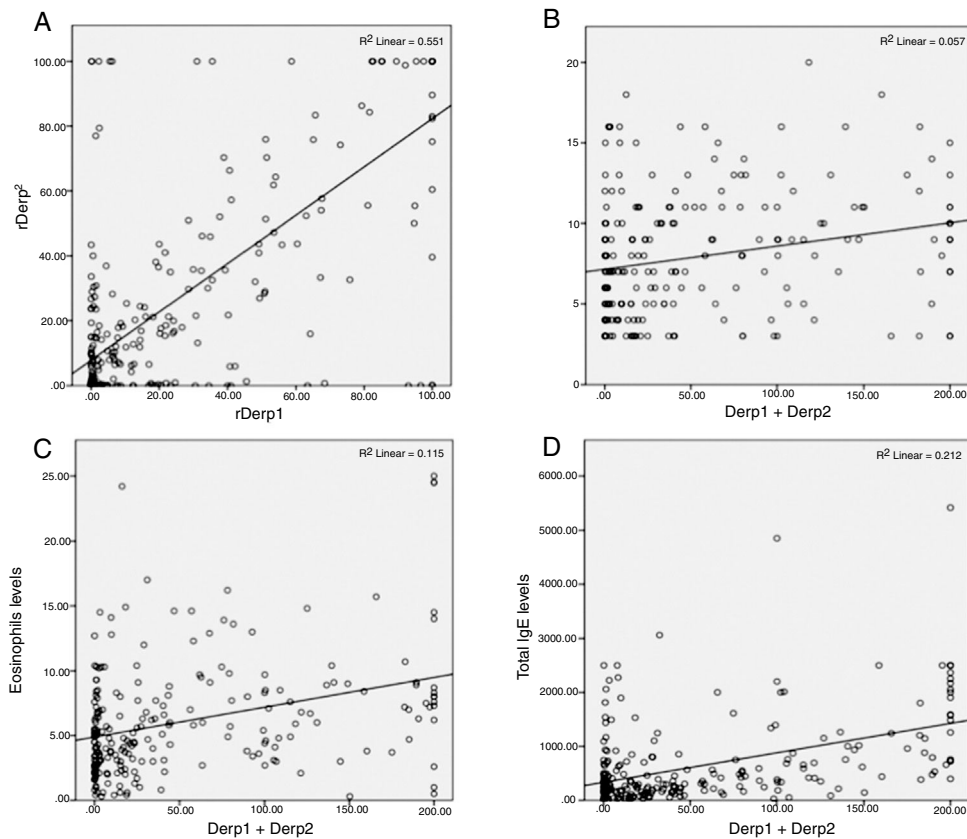 A
R² Linear = 0.551
100.00
80.00
60.00
40.00
20.00
.00
rDerp²
.00 20.00 40.00 60.00 80.00 100.00
rDerp1
B
R² Linear = 0.057
20
15
10
5
0
.00 50.00 100.00 150.00 200.00
Derp1 + Derp2
C
R² Linear = 0.115
25.00
20.00
15.00
10.00
5.00
.00
Eosinophils levels
.00 50.00 100.00 150.00 200.00
Derp1 + Derp2
D
R² Linear = 0.212
6000.00
5000.00
4000.00
3000.00
2000.00
1000.00
.00
Total IgE levels
.00 50.00 100.00 150.00 200.00
Derp1 + Derp2